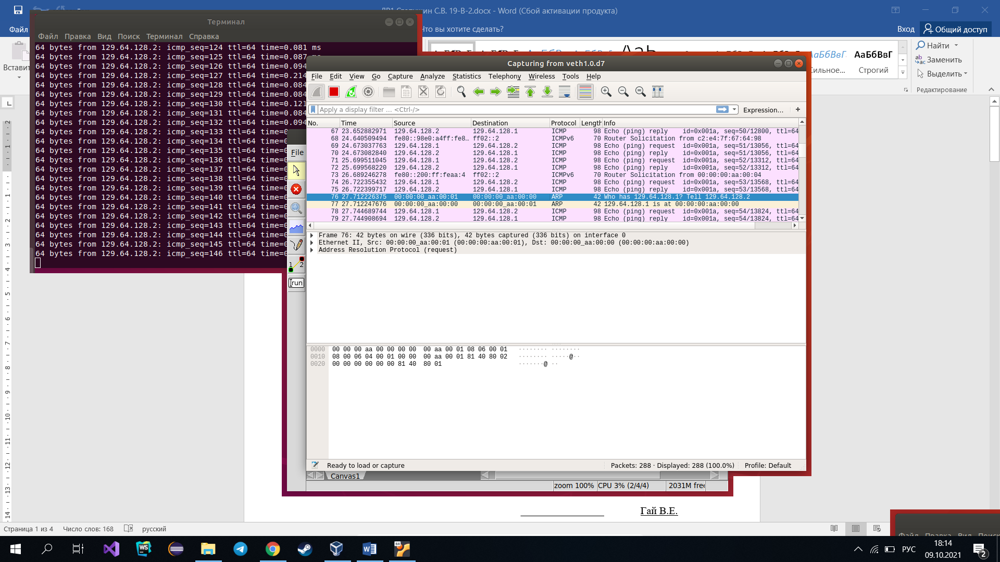 С.В. 19-В-2.docx - Word (Сбой активации продукта)
Файл
Что вы хотите сделать?
Вход
Общий доступ
Вставит
Найти
Заменить
Выделить
Редактирование
АаБбВвГ
Строгий
Терминал
Файл Правка Вид Поиск Терминал Справка
64 bytes from 129.64.128.2: icmp_seq=124 ttl=64 time=0.081 ms
64 bytes from 129.64.128.2: icmp_seq=125 ttl=64 time=0.087 ms
64 bytes from 129.64.128.2: icmp_seq=126 ttl=64 time=0.094
64 bytes from 129.64.128.2: icmp_seq=127 ttl=64 time=0.214
64 bytes from 129.64.128.2: icmp_seq=128 ttl=64 time=0.084
64 bytes from 129.64.128.2: icmp_seq=129 ttl=64 time=0.084
64 bytes from 129.64.128.2: icmp_seq=130 ttl=64 time=0.121
64 bytes from 129.64.128.2: icmp_seq=131 ttl=64 time=0.084
64 bytes from 129.64.128.2: icmp_seq=132 ttl=64 time=0.094
64 bytes from 129.64.128.2: icmp_seq=133 ttl=64 time=0
64 bytes from 129.64.128.2: icmp_seq=134 ttl=64 time=0
64 bytes from 129.64.128.2: icmp_seq=135 ttl=64 time=0
64 bytes from 129.64.128.2: icmp_seq=136 ttl=64 time=0
64 bytes from 129.64.128.2: icmp_seq=137 ttl=64 time=0
64 bytes from 129.64.128.2: icmp_seq=138 ttl=64 time=0
64 bytes from 129.64.128.2: icmp_seq=139 ttl=64 time=0
64 bytes from 129.64.128.2: icmp_seq=140 ttl=64 time=0
64 bytes from 129.64.128.2: icmp_seq=141 ttl=64 time=0
64 bytes from 129.64.128.2: icmp_seq=142 ttl=64 time=0
64 bytes from 129.64.128.2: icmp_seq=143 ttl=64 time=0
64 bytes from 129.64.128.2: icmp_seq=144 ttl=64 time=0
64 bytes from 129.64.128.2: icmp_seq=145 ttl=64 time=0
64 bytes from 129.64.128.2: icmp_seq=146 ttl=64 time=0
File
1 2
run
Capturing from veth1.0.d7
File Edit View Go Capture Analyze Statistics Telephony Wireless Tools Help
Apply a display filter ... <Ctrl-/>
Expression... +
No. Time Source Destination Protocol Length Info
67 23.652882971 129.64.128.2 129.64.128.1 ICMP 98 Echo (ping) reply id=0x001a, seq=50/12800, ttl=64
68 24.640509494 fe80::98e0:a4ff:fe8... ff02::2 ICMPv6 70 Router Solicitation from c2:e4:7f:67:64:98
69 24.673037763 129.64.128.1 129.64.128.2 ICMP 98 Echo (ping) request id=0x001a, seq=51/13056, ttl=64
70 24.673082840 129.64.128.2 129.64.128.1 ICMP 98 Echo (ping) reply id=0x001a, seq=51/13056, ttl=64
71 25.699511045 129.64.128.1 129.64.128.2 ICMP 98 Echo (ping) request id=0x001a, seq=52/13312, ttl=64
72 25.699568220 129.64.128.2 129.64.128.1 ICMP 98 Echo (ping) reply id=0x001a, seq=52/13312, ttl=64
73 26.689246278 fe80::200:ff:feaa:4 ff02::2 ICMPv6 70 Router Solicitation from 00:00:00:aa:00:04
74 26.722355432 129.64.128.1 129.64.128.2 ICMP 98 Echo (ping) request id=0x001a, seq=53/13568, ttl=64
75 26.722399717 129.64.128.2 129.64.128.1 ICMP 98 Echo (ping) reply id=0x001a, seq=53/13568, ttl=64
76 27.712226375 00:00:00_aa:00:01 00:00:00_aa:00:00 ARP 42 Who has 129.64.128.1? Tell 129.64.128.2
77 27.712247676 00:00:00_aa:00:00 00:00:00_aa:00:01 ARP 42 129.64.128.1 is at 00:00:00:aa:00:00
78 27.744689744 129.64.128.1 129.64.128.2 ICMP 98 Echo (ping) request id=0x001a, seq=54/13824, ttl=64
79 27.744908694 129.64.128.2 129.64.128.1 ICMP 98 Echo (ping) reply id=0x001a, seq=54/13824, ttl=64
Frame 76: 42 bytes on wire (336 bits), 42 bytes captured (336 bits) on interface 0
Ethernet II, Src: 00:00:00_aa:00:01 (00:00:00:aa:00:01), Dst: 00:00:00_aa:00:00 (00:00:00:aa:00:00)
Address Resolution Protocol (request)
0000 00 00 00 aa 00 00 00 00 00 aa 00 01 08 06 00 01 ········ ········
0010 08 00 06 04 00 01 00 00 00 aa 00 01 81 40 80 02 ········ ·····@··
0020 00 00 00 00 00 00 81 40 80 01 ·······@ ··
Ready to load or capture
Packets: 288 · Displayed: 288 (100.0%)
Profile: Default
Canvas1
zoom 100% CPU 3% (2/4/4) 2031M free
Гай В.Е.
Страница 1 из 4 Число слов: 168 русский
Файл Правка Вид Поиск
РУС
18:14
09.10.2021
2